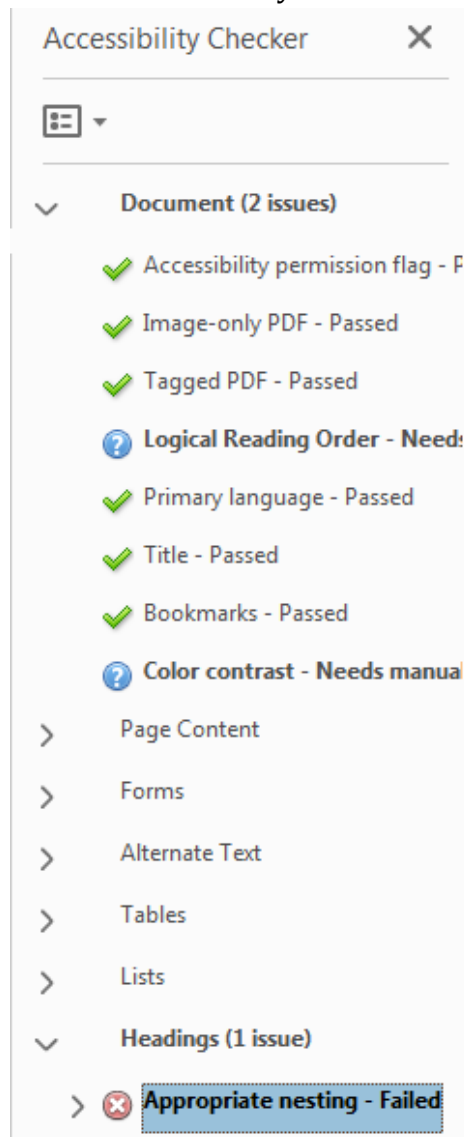 Accessibility Checker
Document (2 issues)
Accessibility permission flag - P
Image-only PDF - Passed
Tagged PDF - Passed
Logical Reading Order - Needs
Primary language - Passed
Title - Passed
Bookmarks - Passed
Color contrast - Needs manual
Page Content
Forms
Alternate Text
Tables
Lists
Headings (1 issue)
Appropriate nesting - Failed